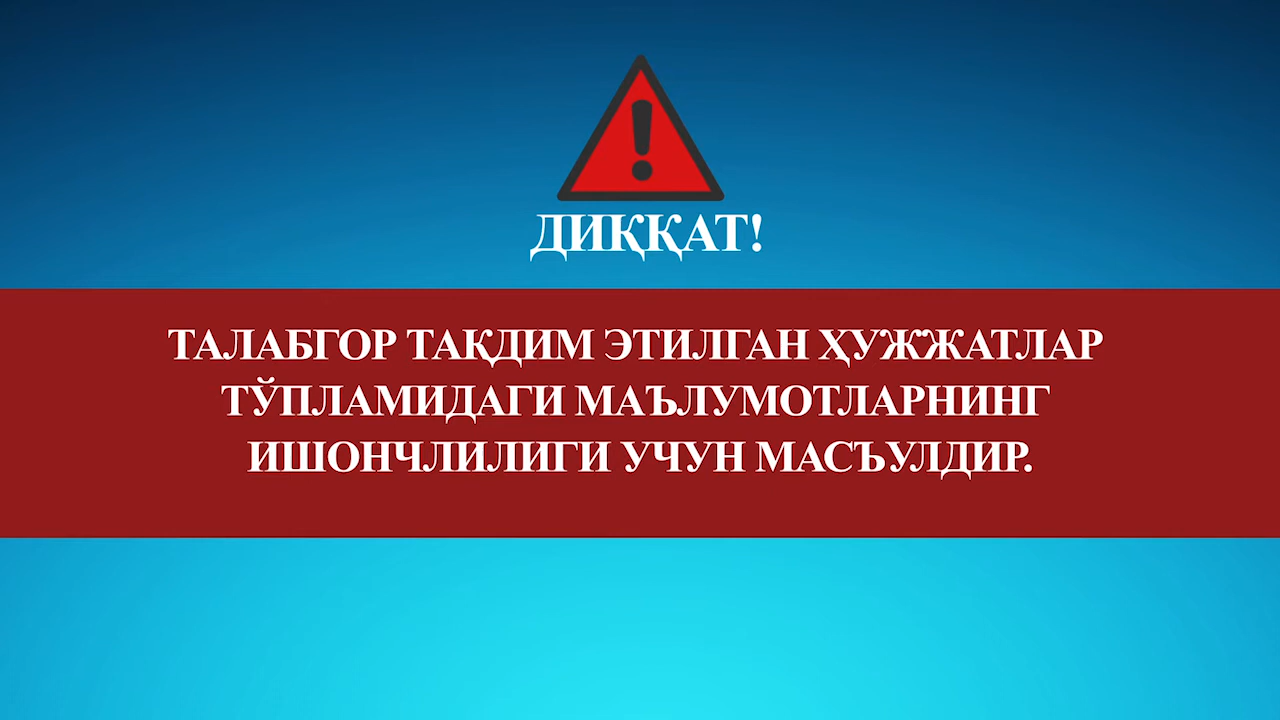 ДИҚҚАТ!
ТАЛАБГОР ТАҚДИМ ЭТИЛГАН ҲУЖЖАТЛАР
ТЎПЛАМИДАГИ МАЪЛУМОТЛАРНИНГ
ИШОНЧЛИЛИГИ УЧУН МАСЪУЛДИР.